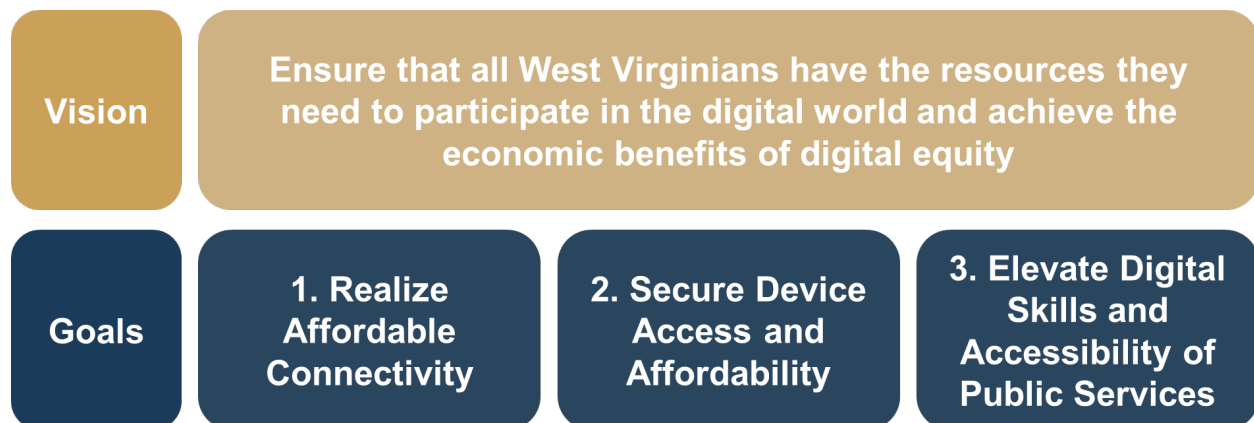 Vision
Ensure that all West Virginians have the resources they
need to participate in the digital world and achieve the
economic benefits of digital equity
Goals
1. Realize
Affordable
Connectivity
2. Secure Device
Access and
Affordability
3. Elevate Digital
Skills and
Accessibility of
Public Services